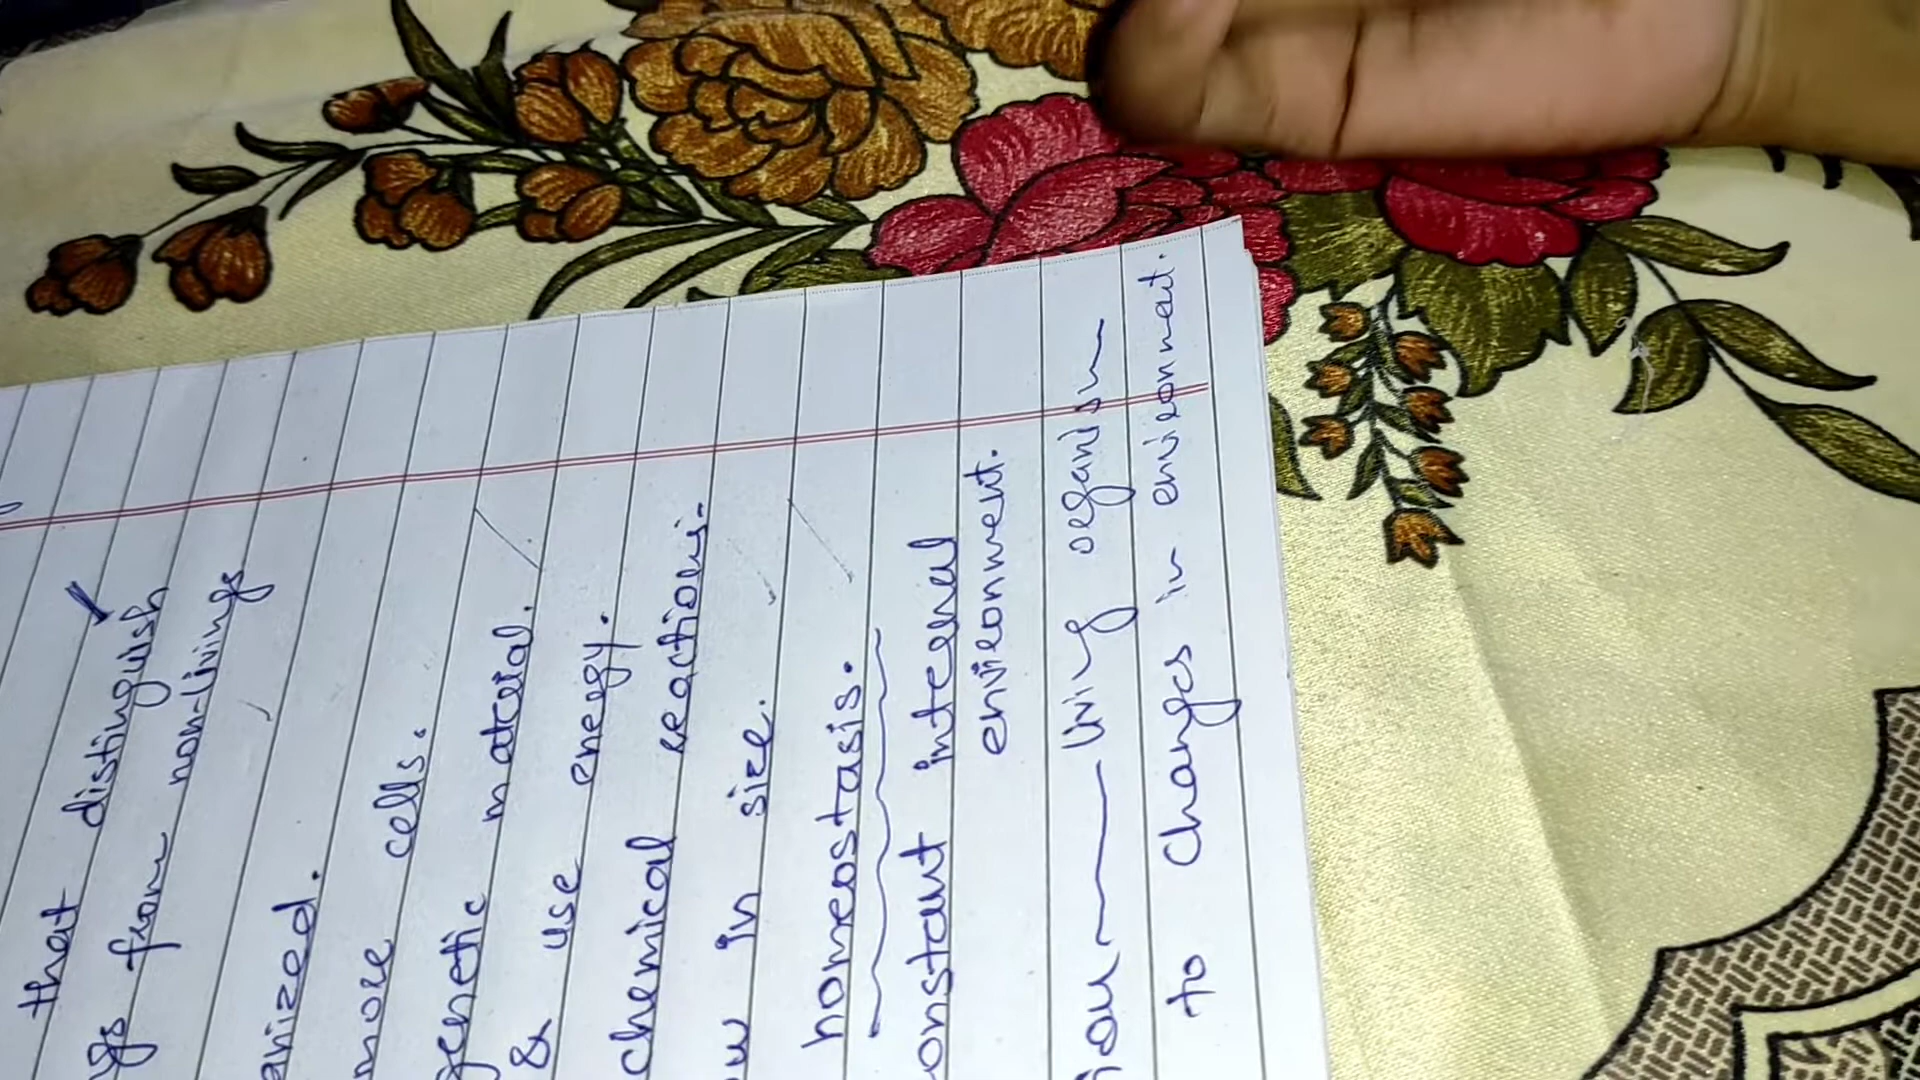 that distinguish
from non-livings
anized.
more cells.
genetic material.
& use energy.
chemical reactions.
w in size.
homeostasis.
onstant internal
environment.
living organism
to changes in environment.